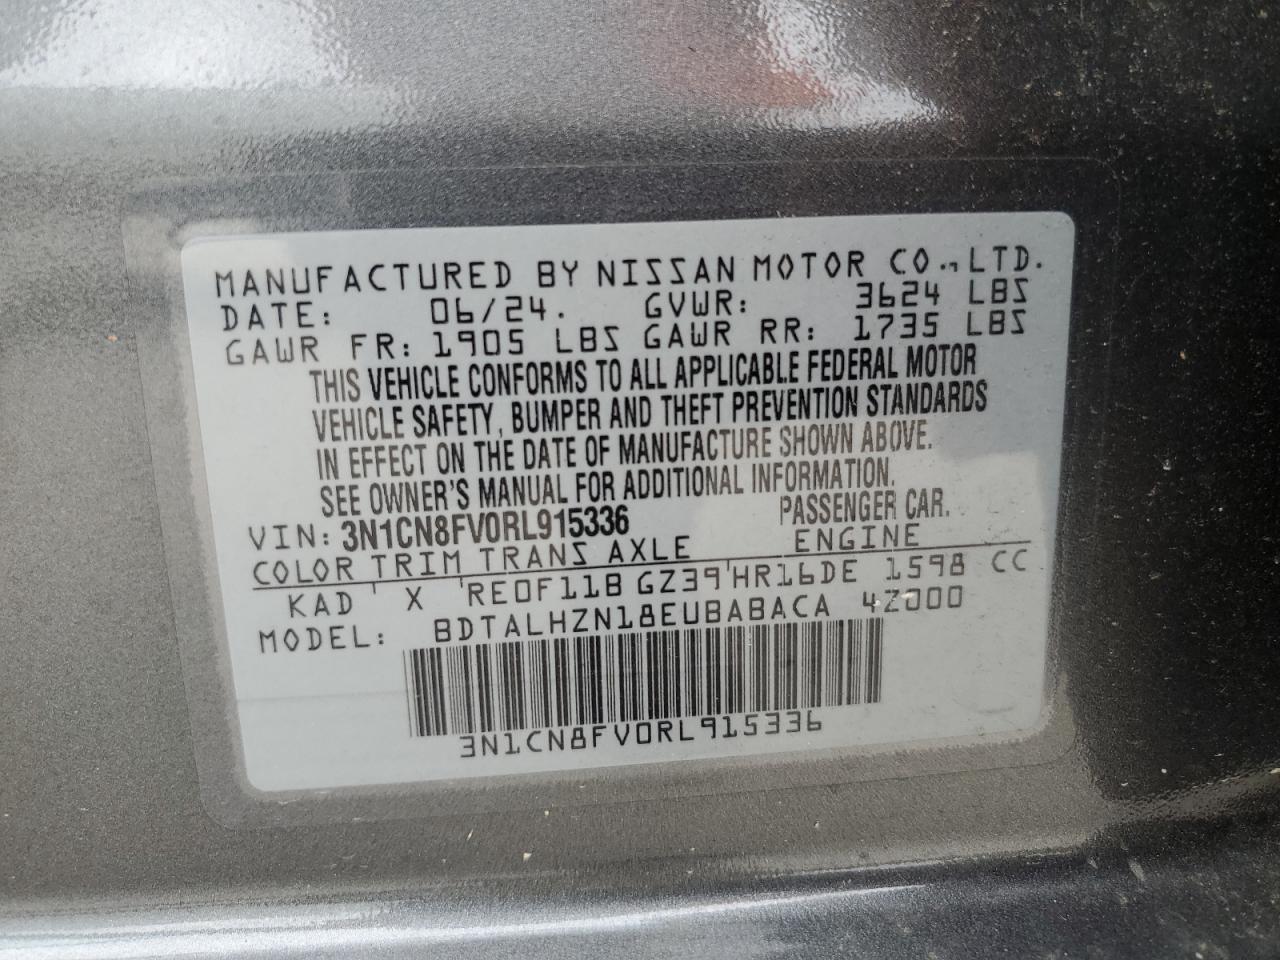 MANUFACTURED BY NISSAN MOTOR CO., LTD.
DATE: 06/24. GVWR: 3624 LBS
GAWR FR: 1905 LBS GAWR RR: 1735 LBS
THIS VEHICLE CONFORMS TO ALL APPLICABLE FEDERAL MOTOR
VEHICLE SAFETY, BUMPER AND THEFT PREVENTION STANDARDS
IN EFFECT ON THE DATE OF MANUFACTURE SHOWN ABOVE.
SEE OWNER'S MANUAL FOR ADDITIONAL INFORMATION.
VIN: 3N1CN8FV0RL915336 PASSENGER CAR.
COLOR TRIM TRANS AXLE ENGINE
KAD X RE0F11B GZ39 HR16DE 1598 CC
MODEL: BDTALHZN18EUBABACA 4Z000
3N1CN8FV0RL915336